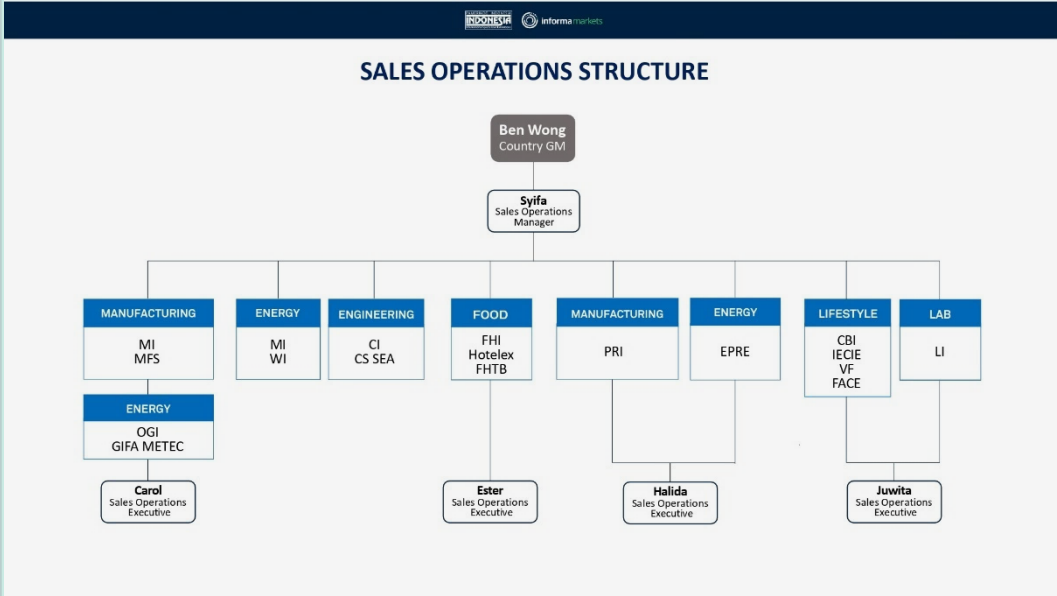 INDONESIA
informamarkets
SALES OPERATIONS STRUCTURE
Ben Wong
Country GM
Syifa
Sales Operations
Manager
MANUFACTURING
MI
MFS
ENERGY
OGI
GIFA METEC
Carol
Sales Operations
Executive
ENERGY
MI
WI
ENGINEERING
CI
CS SEA
FOOD
FHI
Hotelex
FHTB
Ester
Sales Operations
Executive
MANUFACTURING
PRI
ENERGY
EPRE
Halida
Sales Operations
Executive
LIFESTYLE
CBI
IECIE
VF
FACE
LAB
LI
Juwita
Sales Operations
Executive